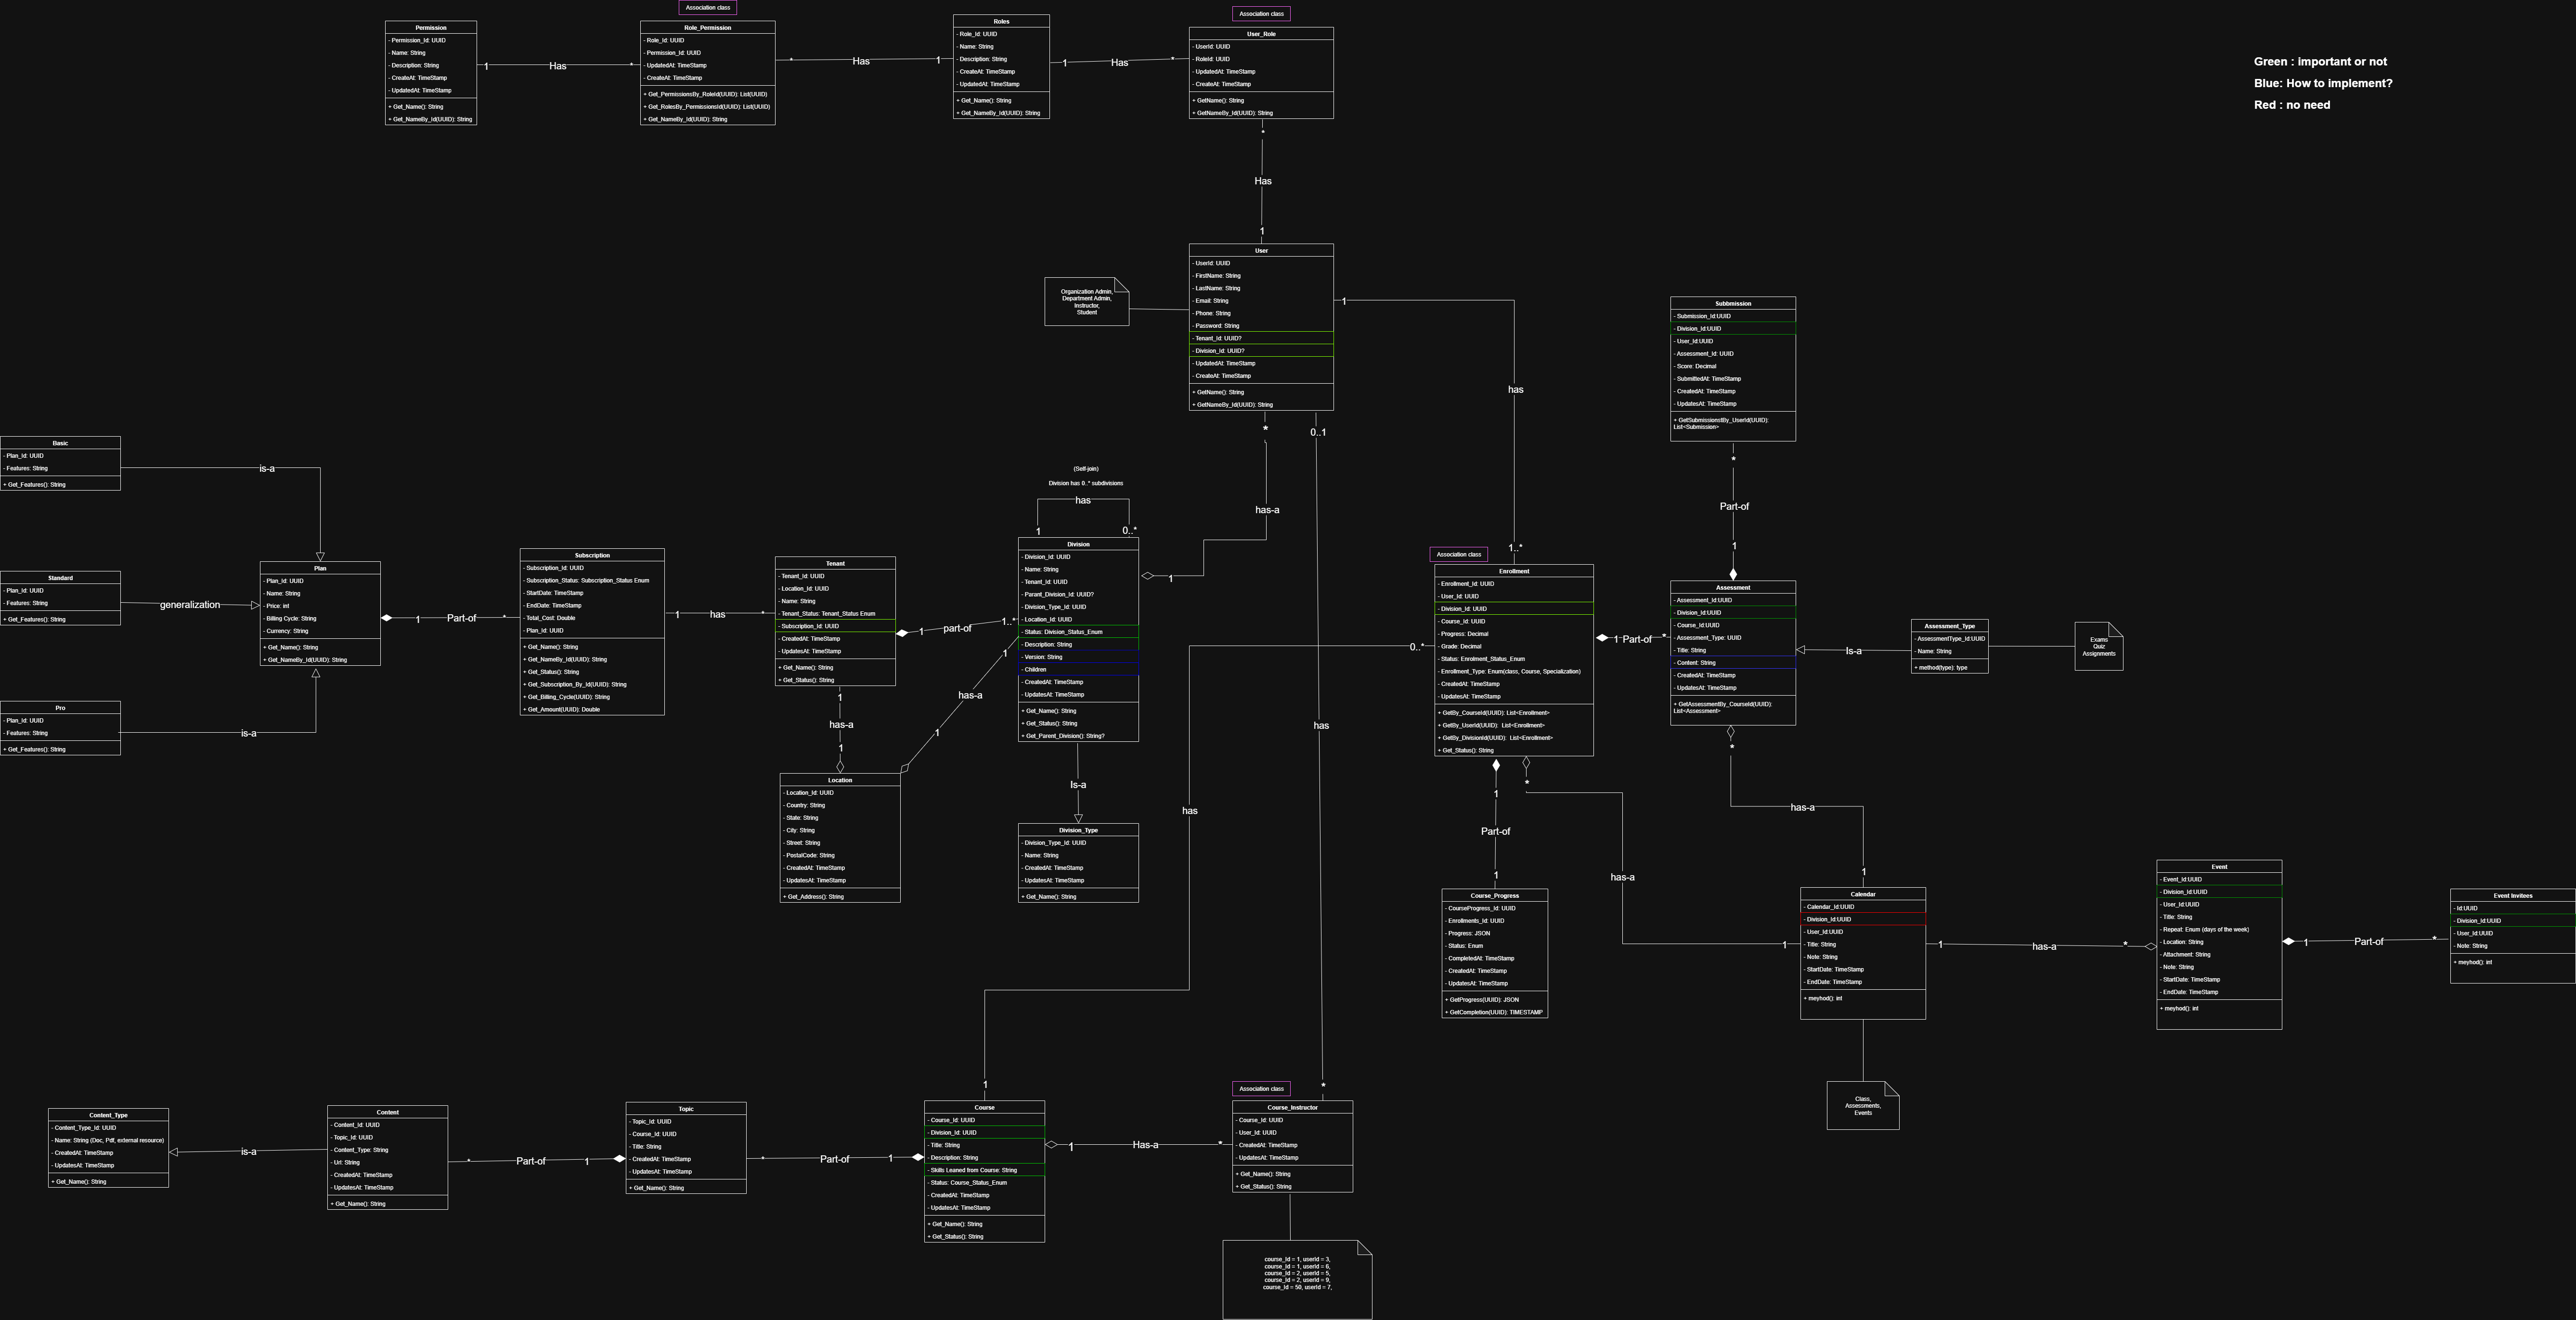 Association class
Permission
- Permission_Id: UUID
- Name: String
- Description: String
- CreateAt: TimeStamp
- UpdatedAt: TimeStamp
+ Get_Name(): String
+ Get_NameBy_Id(UUID): String
1
Has
*
Role_Permission
- Role_Id: UUID
- Permission_Id: UUID
- UpdatedAt: TimeStamp
- CreateAt: TimeStamp
+ Get_PermissionsBy_RoleId(UUID): List(UUID)
+ Get_RolesBy_PermissionsId(UUID): List(UUID)
+ Get_NameBy_Id(UUID): String
*
Has
1
Roles
- Role_Id: UUID
- Name: String
- Description: String
- CreateAt: TimeStamp
- UpdatedAt: TimeStamp
+ Get_Name(): String
+ Get_NameBy_Id(UUID): String
1
Has
*
Association class
User_Role
- UserId: UUID
- RoleId: UUID
- UpdatedAt: TimeStamp
- CreateAt: TimeStamp
+ GetName(): String
+ GetNameBy_Id(UUID): String
*
Has
1
Green : important or not
Blue: How to implement?
Red : no need
Organization Admin,
Department Admin,
Instructor,
Student
User
- UserId: UUID
- FirstName: String
- LastName: String
- Email: String
- Phone: String
- Password: String
- Tenant_Id: UUID?
- Division_Id: UUID?
- UpdatedAt: TimeStamp
- CreateAt: TimeStamp
+ GetName(): String
+ GetNameBy_Id(UUID): String
1
has
1..*
*
has-a
1
0..1
has
*
Subbmission
- Submission_Id:UUID
- Division_Id:UUID
- User_Id:UUID
- Assessment_Id: UUID
- Score: Decimal
- SubmittedAt: TimeStamp
- CreatedAt: TimeStamp
- UpdatesAt: TimeStamp
+ GetSubmissionstBy_UserId(UUID):
List<Submission>
*
Part-of
1
Basic
- Plan_Id: UUID
- Features: String
+ Get_Features(): String
is-a
Standard
- Plan_Id: UUID
- Features: String
+ Get_Features(): String
generalization
Pro
- Plan_Id: UUID
- Features: String
+ Get_Features(): String
is-a
Plan
- Plan_Id: UUID
- Name: String
- Price: int
- Billing Cycle: String
- Currency: String
+ Get_Name(): String
+ Get_NameBy_Id(UUID): String
1
Part-of
*
Subscription
- Subscription_Id: UUID
- Subscription_Status: Subscription_Status Enum
- StartDate: TimeStamp
- EndDate: TimeStamp
- Total_Cost: Double
- Plan_Id: UUID
+ Get_Name(): String
+ Get_NameBy_Id(UUID): String
+ Get_Status(): String
+ Get_Subscription_By_Id(UUID): String
+ Get_Billing_Cycle(UUID): String
+ Get_Amount(UUID): Double
1
has
*
Tenant
- Tenant_Id: UUID
- Location_Id: UUID
- Name: String
- Tenant_Status: Tenant_Status Enum
- Subscription_Id: UUID
- CreatedAt: TimeStamp
- UpdatesAt: TimeStamp
+ Get_Name(): String
+ Get_Status(): String
1
part-of
1..*
1
has-a
1
(Self-join)
Division has 0..* subdivisions
has
1
0..*
Division
- Division_Id: UUID
- Name: String
- Tenant_Id: UUID
- Parant_Division_Id: UUID?
- Division_Type_Id: UUID
- Location_Id: UUID
- Status: Division_Status_Enum
- Description: String
- Version: String
- Children
- CreatedAt: TimeStamp
- UpdatesAt: TimeStamp
+ Get_Name(): String
+ Get_Status(): String
+ Get_Parent_Division(): String?
1
has-a
1
Is-a
Location
- Location_Id: UUID
- Country: String
- State: String
- City: String
- Street: String
- PostalCode: String
- CreatedAt: TimeStamp
- UpdatesAt: TimeStamp
+ Get_Address(): String
Division_Type
- Division_Type_Id: UUID
- Name: String
- CreatedAt: TimeStamp
- UpdatesAt: TimeStamp
+ Get_Name(): String
Association class
Enrollment
- Enrollment_Id: UUID
- User_Id: UUID
- Division_Id: UUID
- Course_Id: UUID
- Progress: Decimal
- Grade: Decimal
- Status: Enrolment_Status_Enum
- Enrollment_Type: Enum(class, Course, Specialization)
- CreatedAt: TimeStamp
- UpdatesAt: TimeStamp
+ GetBy_CourseId(UUID): List<Enrollment>
+ GetBy_UserId(UUID): List<Enrollment>
+ GetBy_DivisionId(UUID): List<Enrollment>
+ Get_Status(): String
0..*
has
1
1
Part-of
*
Assessment
- Assessment_Id:UUID
- Division_Id:UUID
- Course_Id:UUID
- Assessment_Type: UUID
- Title: String
- Content: String
- CreatedAt: TimeStamp
- UpdatesAt: TimeStamp
+ GetAssessmentBy_CourseId(UUID):
List<Assessment>
Is-a
Assessment_Type
- AssessmentType_Id:UUID
- Name: String
+ method(type): type
Exams
Quiz
Assignments
1
Part-of
1
*
has-a
1
*
has-a
1
Course_Progress
- CourseProgress_Id: UUID
- Enrollments_Id: UUID
- Progress: JSON
- Status: Enum
- CompletedAt: TimeStamp
- CreatedAt: TimeStamp
- UpdatesAt: TimeStamp
+ GetProgress(UUID): JSON
+ GetCompletion(UUID): TIMESTAMP
Calendar
- Calendar_Id:UUID
- Division_Id:UUID
- User_Id:UUID
- Title: String
- Note: String
- StartDate: TimeStamp
- EndDate: TimeStamp
+ meyhod(): int
1
has-a
*
Event
- Event_Id:UUID
- Division_Id:UUID
- User_Id:UUID
- Title: String
- Repeat: Enum (days of the week)
- Location: String
- Attachment: String
- Note: String
- StartDate: TimeStamp
- EndDate: TimeStamp
+ meyhod(): int
1
Part-of
*
Event Invitees
- Id:UUID
- Division_Id:UUID
- User_Id:UUID
- Note: String
+ meyhod(): int
Class,
Assessments,
Events
Content_Type
- Content_Type_Id: UUID
- Name: String (Doc, Pdf, external resource)
- CreatedAt: TimeStamp
- UpdatesAt: TimeStamp
+ Get_Name(): String
is-a
Content
- Content_Id: UUID
- Topic_Id: UUID
- Content_Type: String
- Url: String
- CreatedAt: TimeStamp
- UpdatesAt: TimeStamp
+ Get_Name(): String
*
Part-of
1
Topic
- Topic_Id: UUID
- Course_Id: UUID
- Title: String
- CreatedAt: TimeStamp
- UpdatesAt: TimeStamp
+ Get_Name(): String
*
Part-of
1
Course
- Course_Id: UUID
- Division_Id: UUID
- Title: String
- Description: String
- Skills Leaned from Course: String
- Status: Course_Status_Enum
- CreatedAt: TimeStamp
- UpdatesAt: TimeStamp
+ Get_Name(): String
+ Get_Status(): String
1
Has-a
*
Association class
Course_Instructor
- Course_Id: UUID
- User_Id: UUID
- CreatedAt: TimeStamp
- UpdatesAt: TimeStamp
+ Get_Name(): String
+ Get_Status(): String
course_Id = 1, userId = 3,
course_Id = 1, userId = 6,
course_Id = 2, userId = 5,
course_Id = 2, userId = 9,
course_Id = 50, userId = 7,